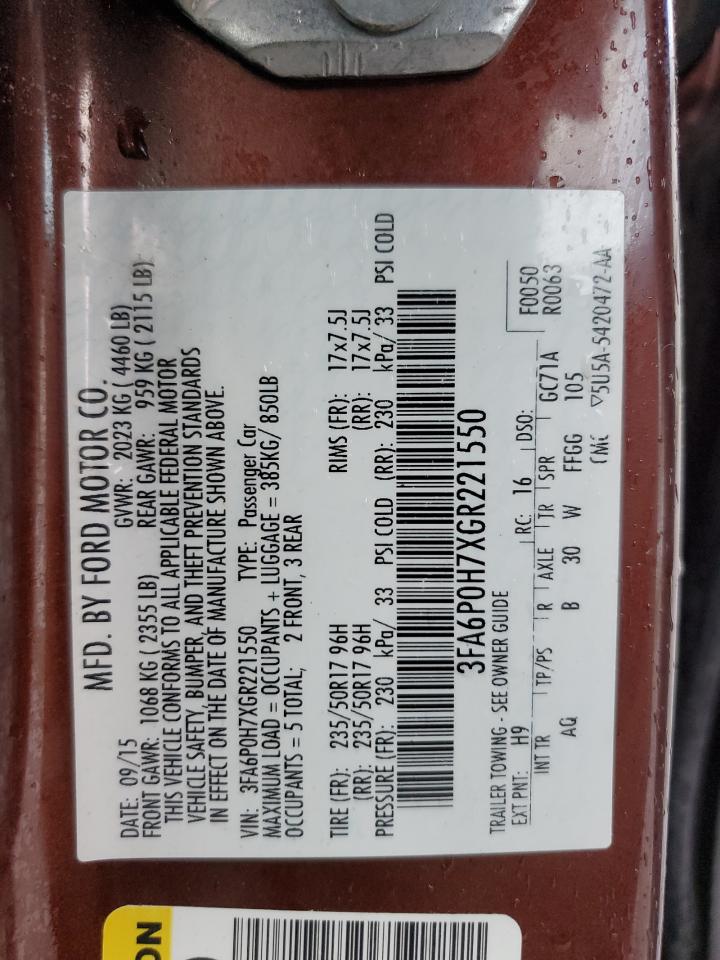 MFD. BY FORD MOTOR CO.
DATE: 09/15 GVWR: 2023 KG ( 4460 LB)
FRONT GAWR: 1068 KG ( 2355 LB) REAR GAWR: 959 KG ( 2115 LB)
THIS VEHICLE CONFORMS TO ALL APPLICABLE FEDERAL MOTOR
VEHICLE SAFETY, BUMPER, AND THEFT PREVENTION STANDARDS
IN EFFECT ON THE DATE OF MANUFACTURE SHOWN ABOVE.
VIN: 3FA6P0H7XGR221550 TYPE: Passenger Car
MAXIMUM LOAD = OCCUPANTS + LUGGAGE = 385KG/ 850LB
OCCUPANTS = 5 TOTAL; 2 FRONT, 3 REAR
TIRE (FR): 235/50R17 96H RIMS (FR): 17x7.5J
(RR): 235/50R17 96H (RR): 17x7.5J
PRESSURE (FR): 230 kPa/ 33 PSI COLD (RR): 230 kPa/ 33 PSI COLD
3FA6P0H7XGR221550
TRAILER TOWING - SEE OWNER GUIDE F0050
EXT PNT: H9 RC: 16 DSO: R0063
INT TR TP/PS R AXLE TR SPR GC71A
AQ B 30 W FFGG 105
▽5U5A-5420472-AA
ON